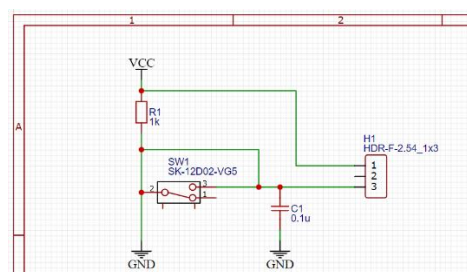 1 2
VCC
A
R1
1k
H1
HDR-F-2.54_1x3
1
2
3
SW1
SK-12D02-VG5
2
3
1
C1
0.1u
GND
GND